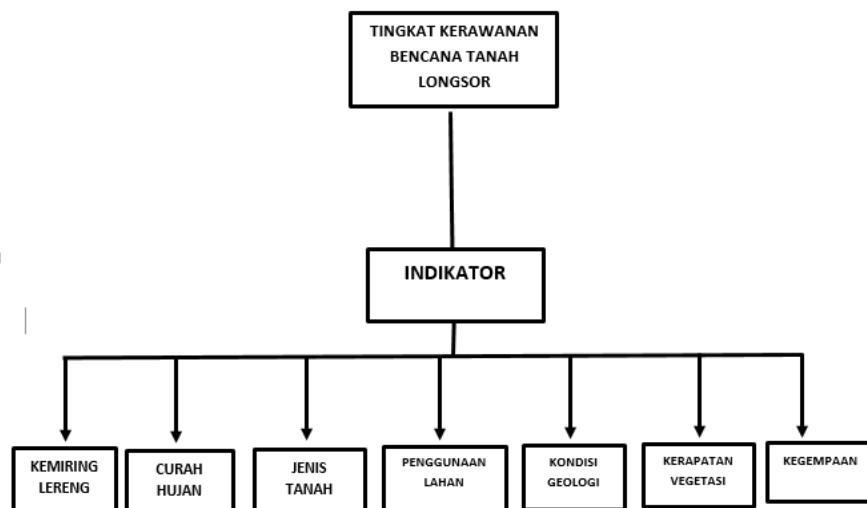 TINGKAT KERAWANAN
BENCANA TANAH
LONGSOR
INDIKATOR
KEMIRING
LERENG
CURAH
HUJAN
JENIS
TANAH
PENGGUNAAN
LAHAN
KONDISI
GEOLOGI
KERAPATAN
VEGETASI
KEGEMPAAN